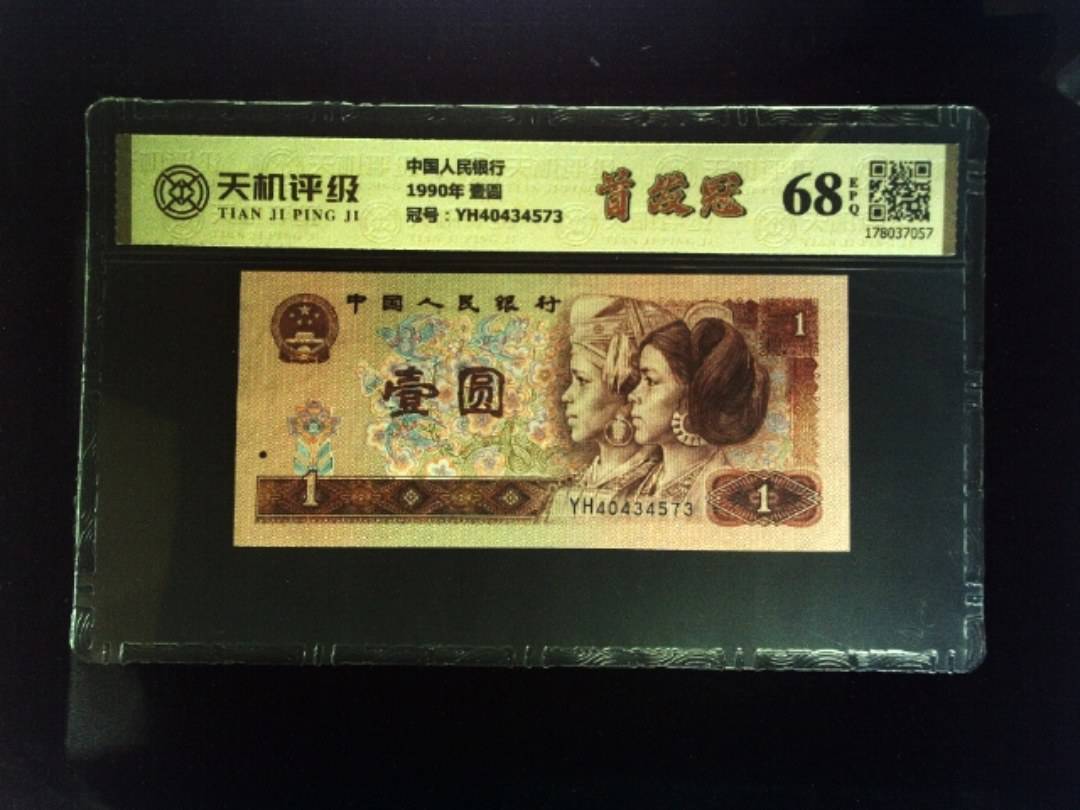 天机评级
TIAN JI PING JI
中国人民银行
1990年 壹圆
冠号：YH40434573
首发冠
68
EPQ
178037057
中国人民银行
1
壹圆
1
YH40434573
1